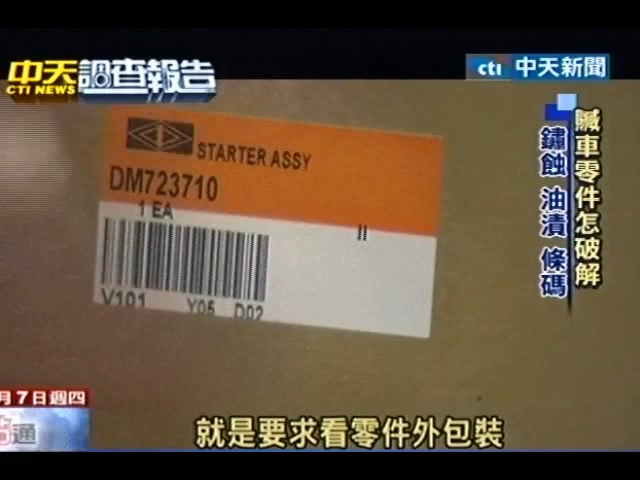 中天調查報告
CTI NEWS
cti 中天新聞
贓車零件怎破解
鏽蝕 油漬 條碼
STARTER ASSY
DM723710
1 EA
V101 Y05 D02
月7日週四
通
就是要求看零件外包裝